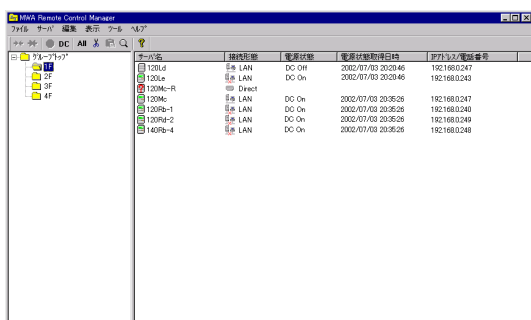 MWA Remote Control Manager
ファイル サーバ 編集 表示 ツール ヘルプ
DC All
グループトップ
1F
2F
3F
4F
サーバ名 接続形態 電源状態 電源状態取得日時 IPアドレス/電話番号
120Ld LAN DC Off 2002/07/03 20:20:46 192.168.0.247
120Le LAN DC On 2002/07/03 20:20:46 192.168.0.243
120Mc-R Direct
120Mc LAN DC On 2002/07/03 20:35:26 192.168.0.247
120Rb-1 LAN DC On 2002/07/03 20:35:26 192.168.0.240
120Rd-2 LAN DC On 2002/07/03 20:35:26 192.168.0.249
140Rb-4 LAN DC On 2002/07/03 20:35:26 192.168.0.248